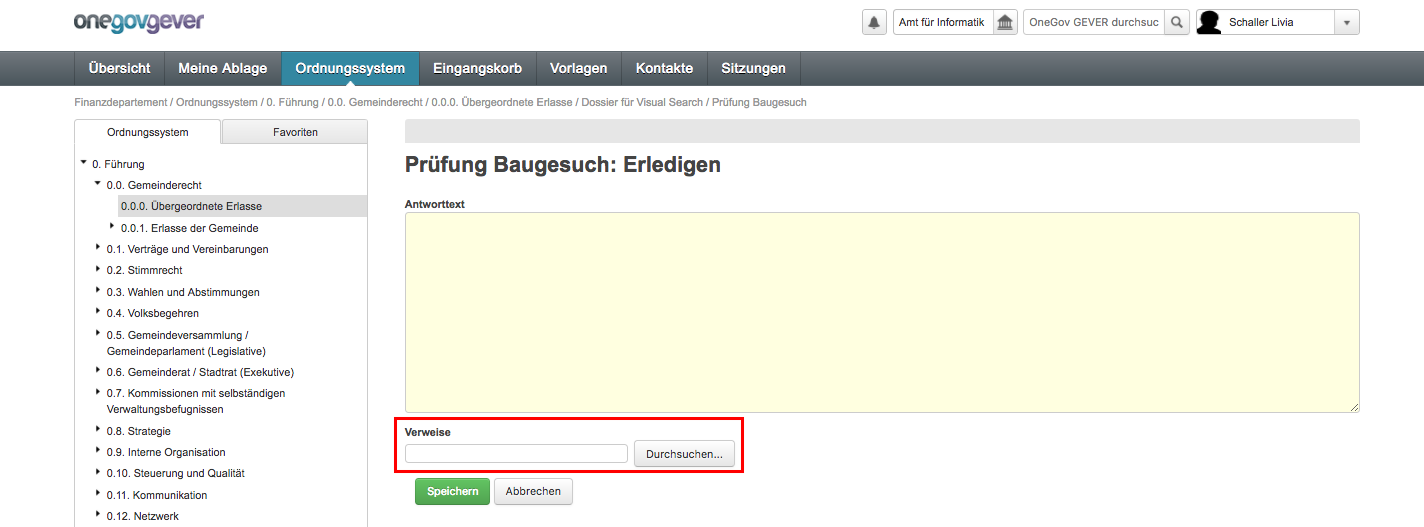 onegovgever
Amt für Informatik
OneGov GEVER durchsuc
Schaller Livia
Übersicht Meine Ablage Ordnungssystem Eingangskorb Vorlagen Kontakte Sitzungen
Finanzdepartement / Ordnungssystem / 0. Führung / 0.0. Gemeinderecht / 0.0.0. Übergeordnete Erlasse / Dossier für Visual Search / Prüfung Baugesuch
Ordnungssystem Favoriten
0. Führung
0.0. Gemeinderecht
0.0.0. Übergeordnete Erlasse
0.0.1. Erlasse der Gemeinde
0.1. Verträge und Vereinbarungen
0.2. Stimmrecht
0.3. Wahlen und Abstimmungen
0.4. Volksbegehren
0.5. Gemeindeversammlung /
Gemeindeparlament (Legislative)
0.6. Gemeinderat / Stadtrat (Exekutive)
0.7. Kommissionen mit selbständigen
Verwaltungsbefugnissen
0.8. Strategie
0.9. Interne Organisation
0.10. Steuerung und Qualität
0.11. Kommunikation
0.12. Netzwerk
Prüfung Baugesuch: Erledigen
Antworttext
Verweise
Durchsuchen...
Speichern Abbrechen